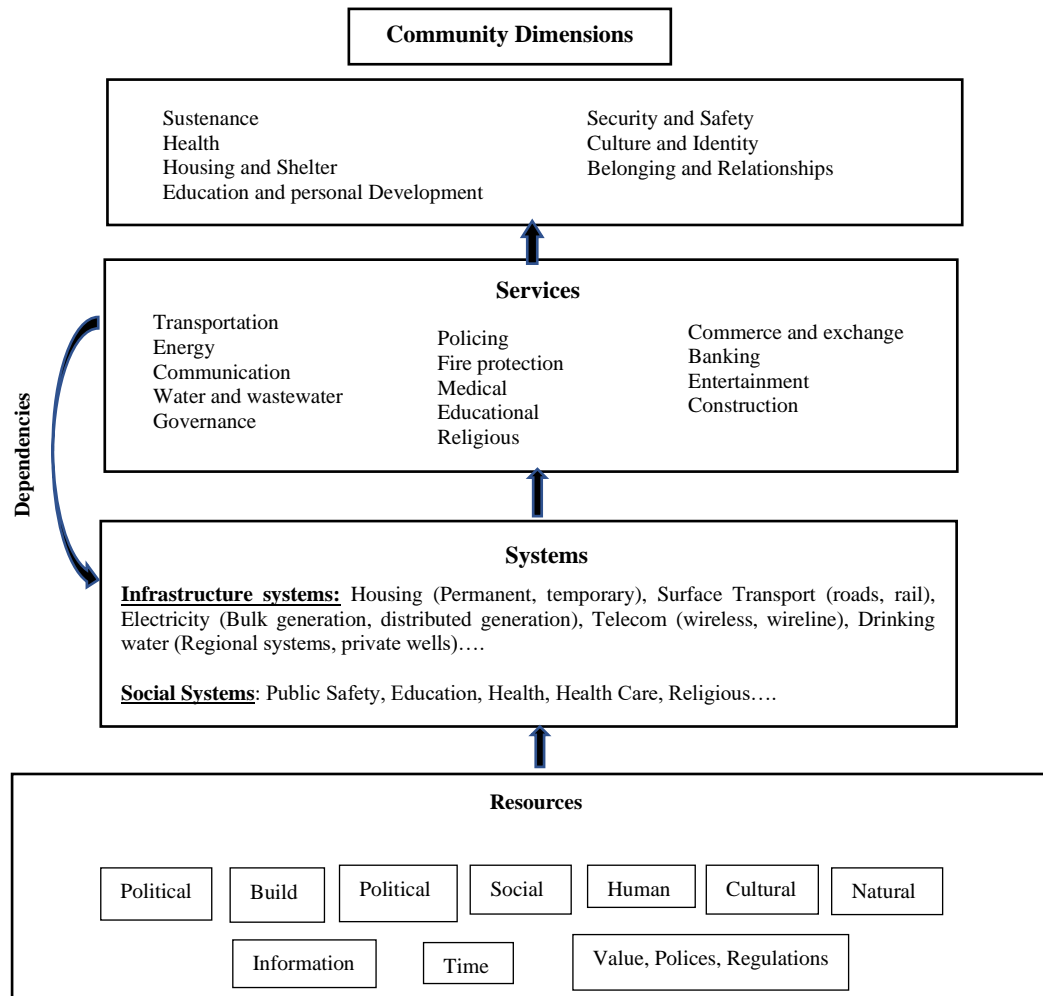 Community Dimensions
Sustenance
Health
Housing and Shelter
Education and personal Development
Security and Safety
Culture and Identity
Belonging and Relationships
Services
Transportation
Energy
Communication
Water and wastewater
Governance
Policing
Fire protection
Medical
Educational
Religious
Commerce and exchange
Banking
Entertainment
Construction
Dependencies
Systems
Infrastructure systems: Housing (Permanent, temporary), Surface Transport (roads, rail),
Electricity (Bulk generation, distributed generation), Telecom (wireless, wireline), Drinking
water (Regional systems, private wells)….
Social Systems: Public Safety, Education, Health, Health Care, Religious….
Resources
Political
Build
Political
Social
Human
Cultural
Natural
Information
Time
Value, Polices, Regulations